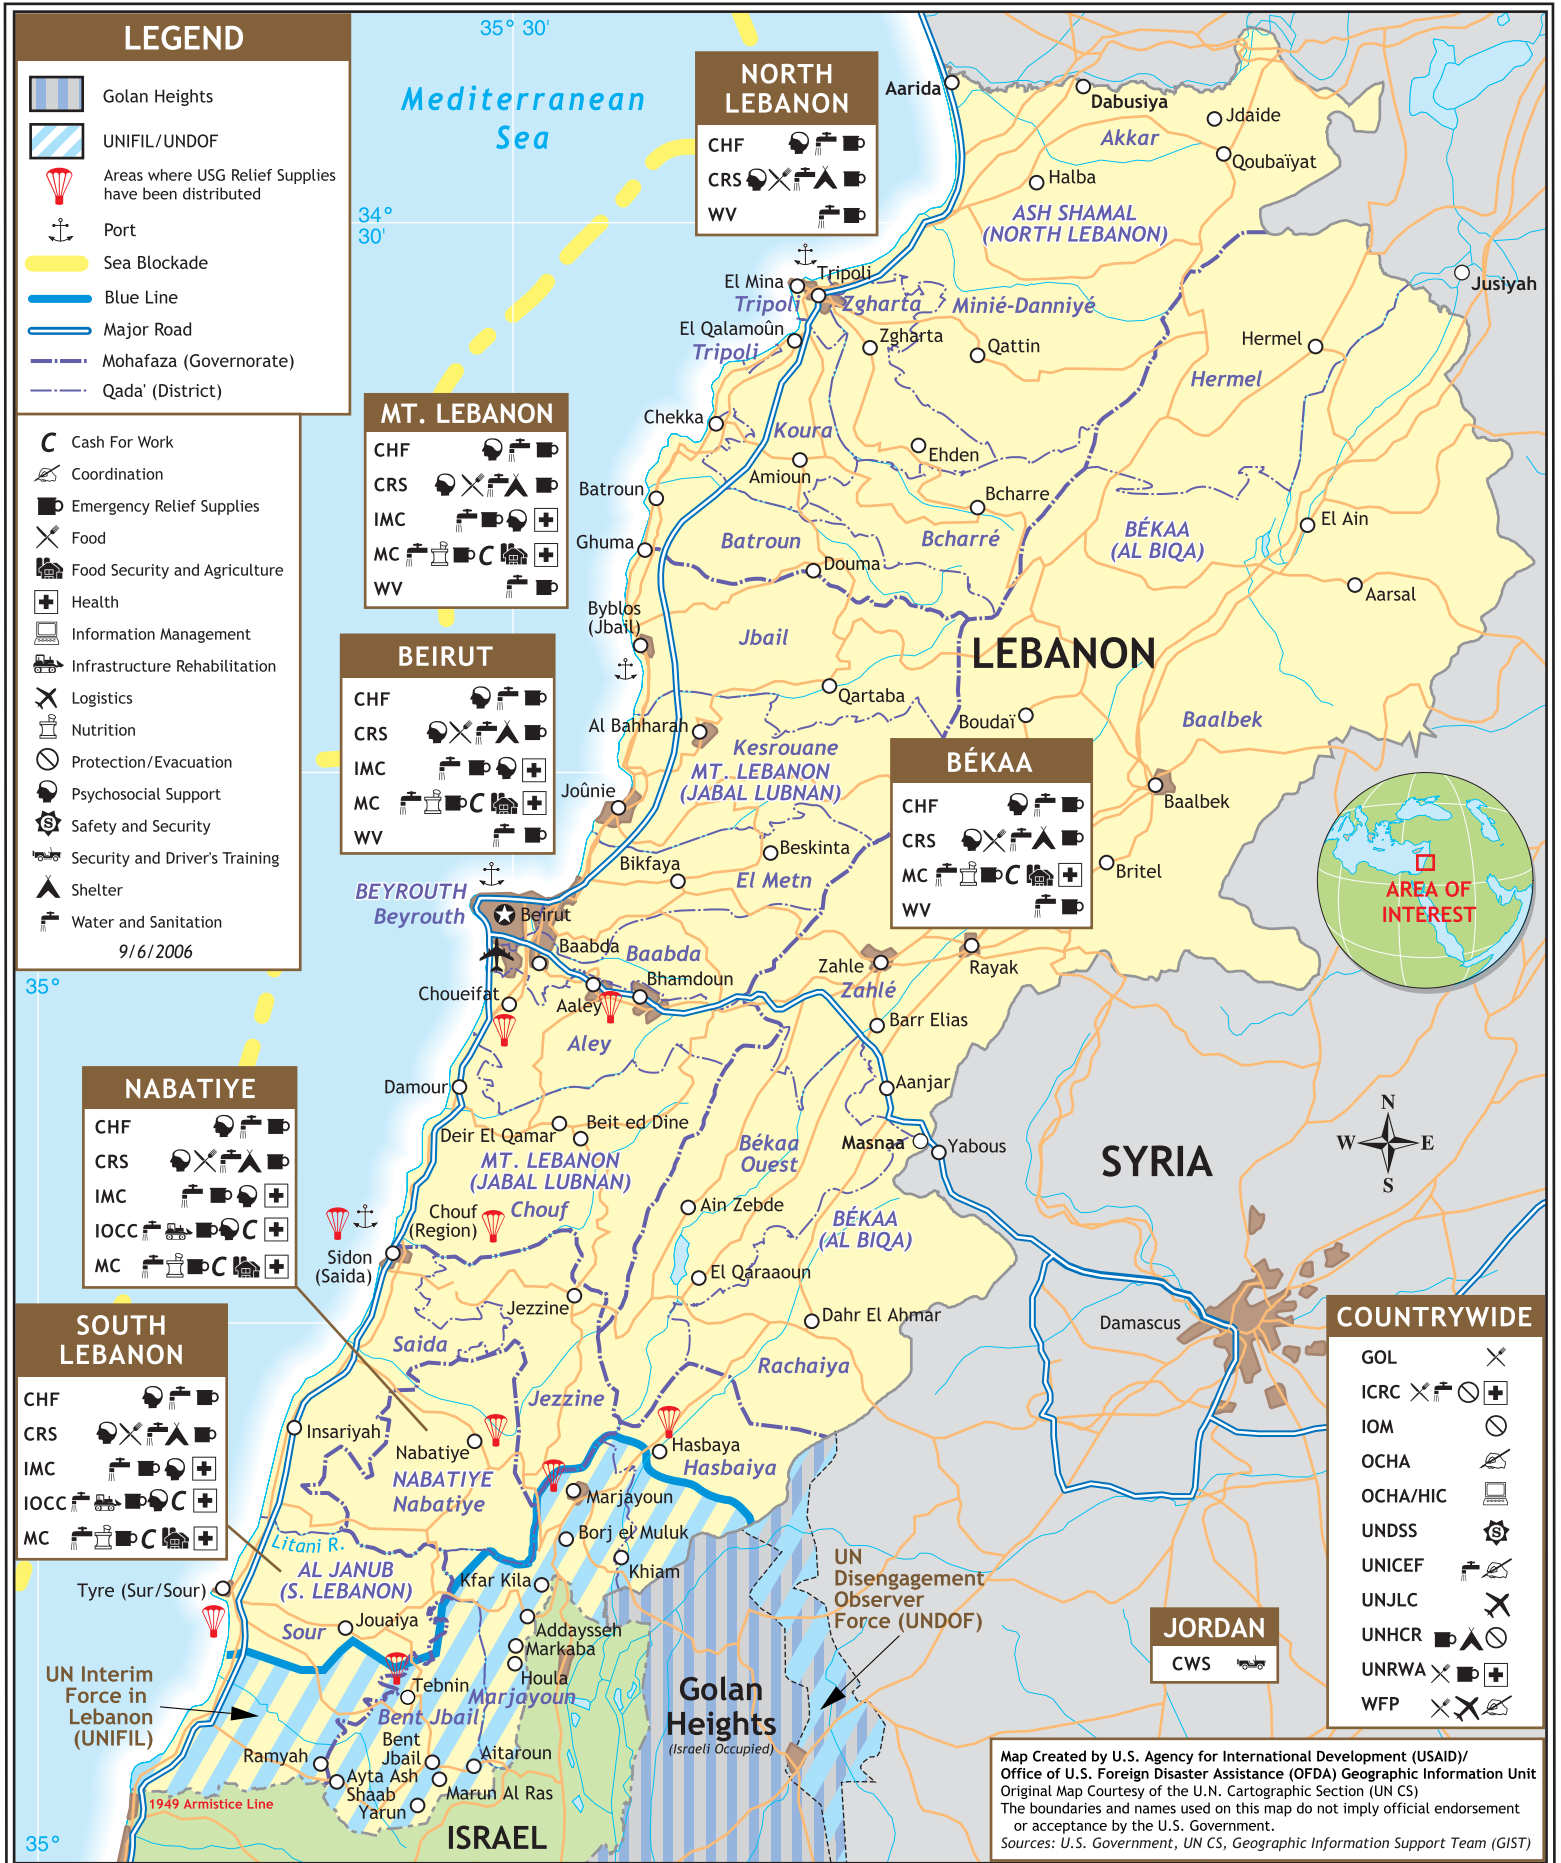 LEGEND
Golan Heights
UNIFIL/UNDOF
Areas where USG Relief Supplies
have been distributed
Port
Sea Blockade
Blue Line
Major Road
Mohafaza (Governorate)
Qada' (District)
C Cash For Work
Coordination
Emergency Relief Supplies
Food
Food Security and Agriculture
Health
Information Management
Infrastructure Rehabilitation
Logistics
Nutrition
Protection/Evacuation
Psychosocial Support
S Safety and Security
Security and Driver's Training
Shelter
Water and Sanitation
9/6/2006
35° 30'
34°
30'
35°
35°
Mediterranean
Sea
NORTH
LEBANON
CHF
CRS
WV
MT. LEBANON
CHF
CRS
IMC
MC C
WV
BEIRUT
CHF
CRS
IMC
MC C
WV
BÉKAA
CHF
CRS
MC C
WV
NABATIYE
CHF
CRS
IMC
IOCC C
MC C
SOUTH
LEBANON
CHF
CRS
IMC
IOCC C
MC C
COUNTRYWIDE
GOL
ICRC
IOM
OCHA
OCHA/HIC
UNDSS S
UNICEF
UNJLC
UNHCR
UNRWA
WFP
JORDAN
CWS
Aarida
Dabusiya
Jdaide
Akkar
Qoubaïyat
Halba
ASH SHAMAL
(NORTH LEBANON)
Jusiyah
El Mina
Tripoli
Tripoli
Zgharta
Minié-Danniyé
El Qalamoûn
Tripoli
Zgharta
Qattin
Hermel
Hermel
Chekka
Koura
Ehden
Amioun
Batroun
Bcharre
El Ain
BÉKAA
(AL BIQA)
Ghuma
Batroun
Bcharré
Douma
Aarsal
Byblos
(Jbail)
Jbail
LEBANON
Qartaba
Boudaï
Baalbek
Al Bahharah
Kesrouane
MT. LEBANON
(JABAL LUBNAN)
Joûnie
Baalbek
Beskinta
Bikfaya
El Metn
Britel
AREA OF
INTEREST
BEYROUTH
Beyrouth
Beirut
Baabda
Baabda
Zahle
Rayak
Bhamdoun
Zahlé
Choueifat
Aaley
Barr Elias
Aley
Damour
Aanjar
Beit ed Dine
Deir El Qamar
Masnaa
Yabous
Békaa
Ouest
MT. LEBANON
(JABAL LUBNAN)
SYRIA
N
W E
S
Chouf
(Region)
Chouf
Ain Zebde
BÉKAA
(AL BIQA)
Sidon
(Saida)
El Qaraaoun
Jezzine
Dahr El Ahmar
Damascus
Saida
Rachaiya
Jezzine
Insariyah
Nabatiye
Hasbaya
Hasbaiya
NABATIYE
Nabatiye
Marjayoun
Litani R.
Borj el Muluk
AL JANUB
(S. LEBANON)
Khiam
Kfar Kila
Tyre (Sur/Sour)
UN
Disengagement
Observer
Force (UNDOF)
Jouaiya
Sour
Addaysseh
Markaba
Houla
UN Interim
Force in
Lebanon
(UNIFIL)
Tebnin
Marjayoun
Bent Jbail
Golan
Heights
(Israeli Occupied)
Ramyah
Bent
Jbail
Aitaroun
Ayta Ash
Shaab
Marun Al Ras
Yarun
1949 Armistice Line
ISRAEL
Map Created by U.S. Agency for International Development (USAID)/
Office of U.S. Foreign Disaster Assistance (OFDA) Geographic Information Unit
Original Map Courtesy of the U.N. Cartographic Section (UN CS)
The boundaries and names used on this map do not imply official endorsement
or acceptance by the U.S. Government.
Sources: U.S. Government, UN CS, Geographic Information Support Team (GIST)